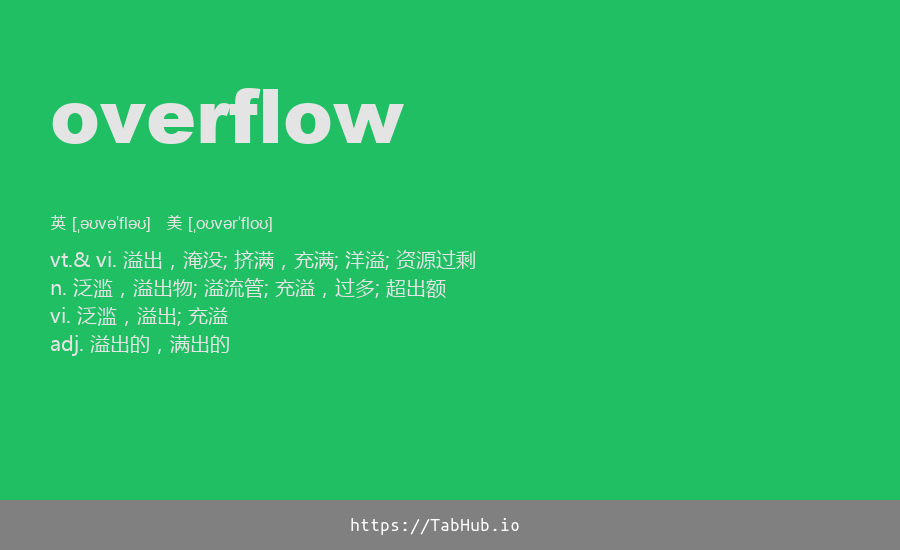 overflow
英 [ˌəʊvəˈfləʊ] 美 [ˌoʊvərˈfloʊ]
vt.& vi. 溢出，淹没; 挤满，充满; 洋溢; 资源过剩
n. 泛滥，溢出物; 溢流管; 充溢，过多; 超出额
vi. 泛滥，溢出; 充溢
adj. 溢出的，满出的
https://TabHub.io